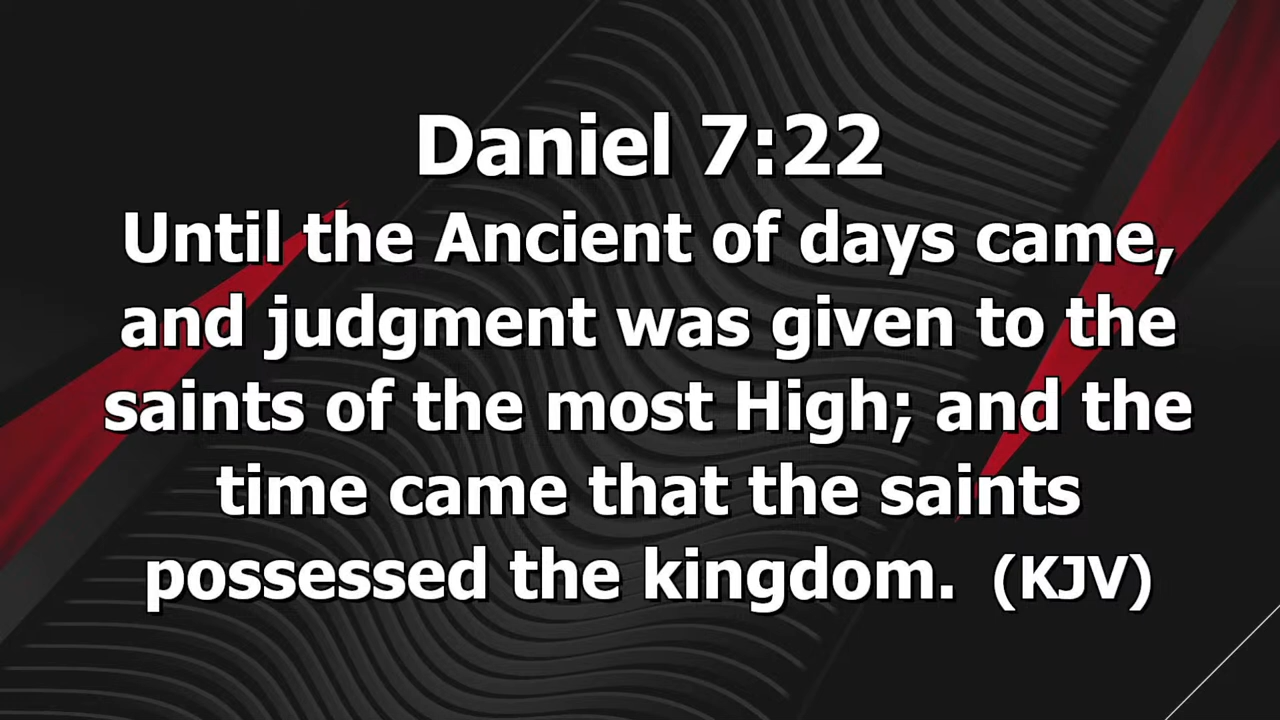 Daniel 7:22
Until the Ancient of days came,
and judgment was given to the
saints of the most High; and the
time came that the saints
possessed the kingdom. (KJV)